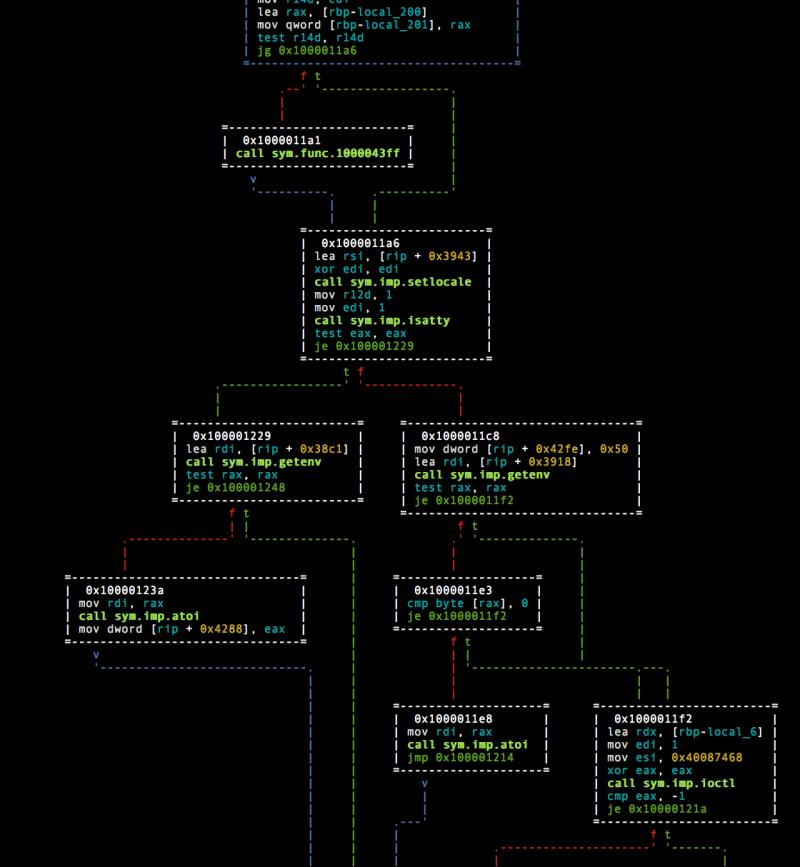 lea rax, [rbp-local_200]
mov qword [rbp-local_201], rax
test r14d, r14d
jg 0x1000011a6
f t
0x1000011a1
call sym.func.1000043ff
v
0x1000011a6
lea rsi, [rip + 0x3943]
xor edi, edi
call sym.imp.setlocale
mov r12d, 1
mov edi, 1
call sym.imp.isatty
test eax, eax
je 0x100001229
t f
0x100001229
lea rdi, [rip + 0x38c1]
call sym.imp.getenv
test rax, rax
je 0x100001248
f t
0x1000011c8
mov dword [rip + 0x42fe], 0x50
lea rdi, [rip + 0x3918]
call sym.imp.getenv
test rax, rax
je 0x1000011f2
f t
0x10000123a
mov rdi, rax
call sym.imp.atoi
mov dword [rip + 0x4288], eax
v
0x1000011e3
cmp byte [rax], 0
je 0x1000011f2
f t
0x1000011e8
mov rdi, rax
call sym.imp.atoi
jmp 0x100001214
v
0x1000011f2
lea rdx, [rbp-local_6]
mov edi, 1
mov esi, 0x40087468
xor eax, eax
call sym.imp.ioctl
cmp eax, -1
je 0x10000121a
f t